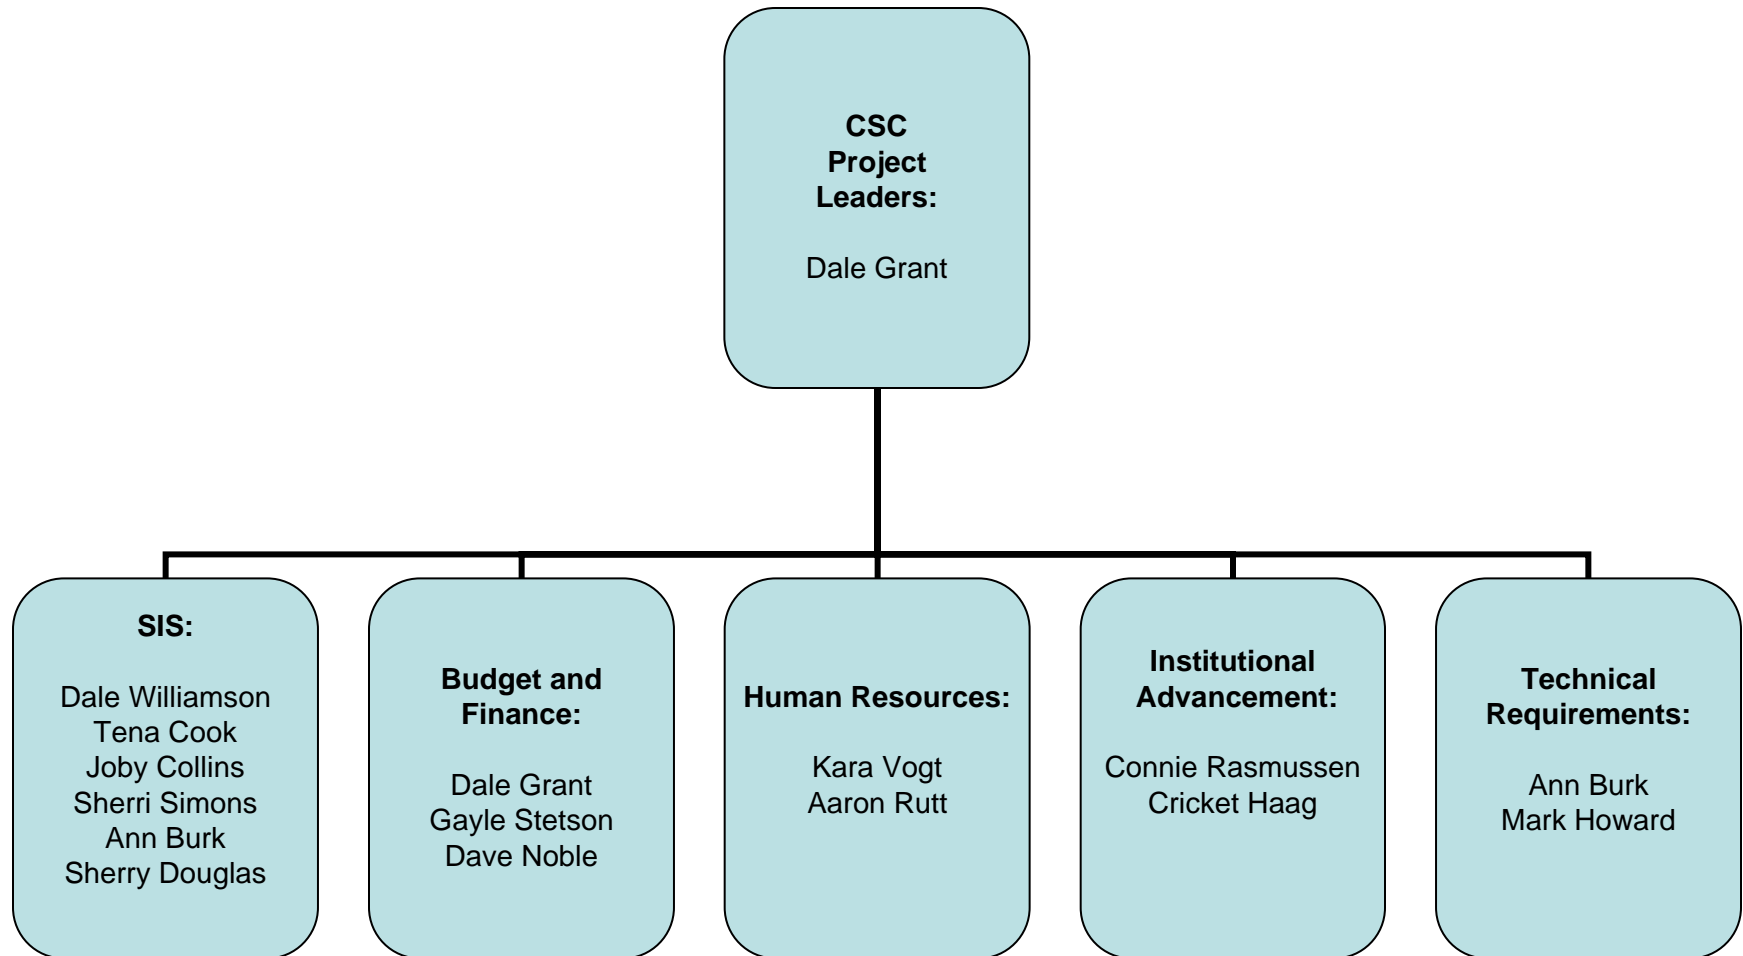 CSC
Project
Leaders:
Dale Grant
SIS:
Dale Williamson
Tena Cook
Joby Collins
Sherri Simons
Ann Burk
Sherry Douglas
Budget and
Finance:
Dale Grant
Gayle Stetson
Dave Noble
Human Resources:
Kara Vogt
Aaron Rutt
Institutional
Advancement:
Connie Rasmussen
Cricket Haag
Technical
Requirements:
Ann Burk
Mark Howard